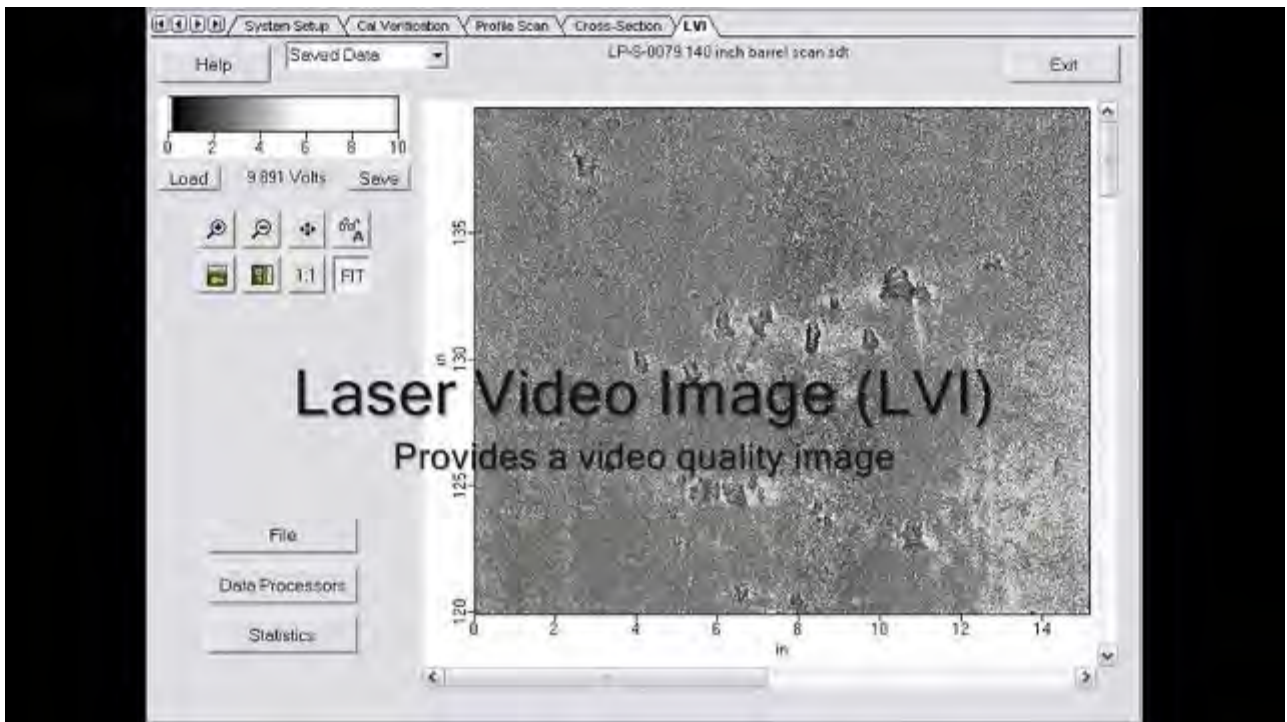 System Setup Cal Verification Profile Scan Cross-Section LVI
Help Saved Data LP-S-0079 140 inch barrel scan.sdt Exit
0 2 4 6 8 10
Load 9.891 Volts Save
A
1:1 FIT
135
in
130
Laser Video Image (LVI)
Provides a video quality image
125
File
Data Processors
120
Statistics
0 2 4 6 8 10 12 14
in